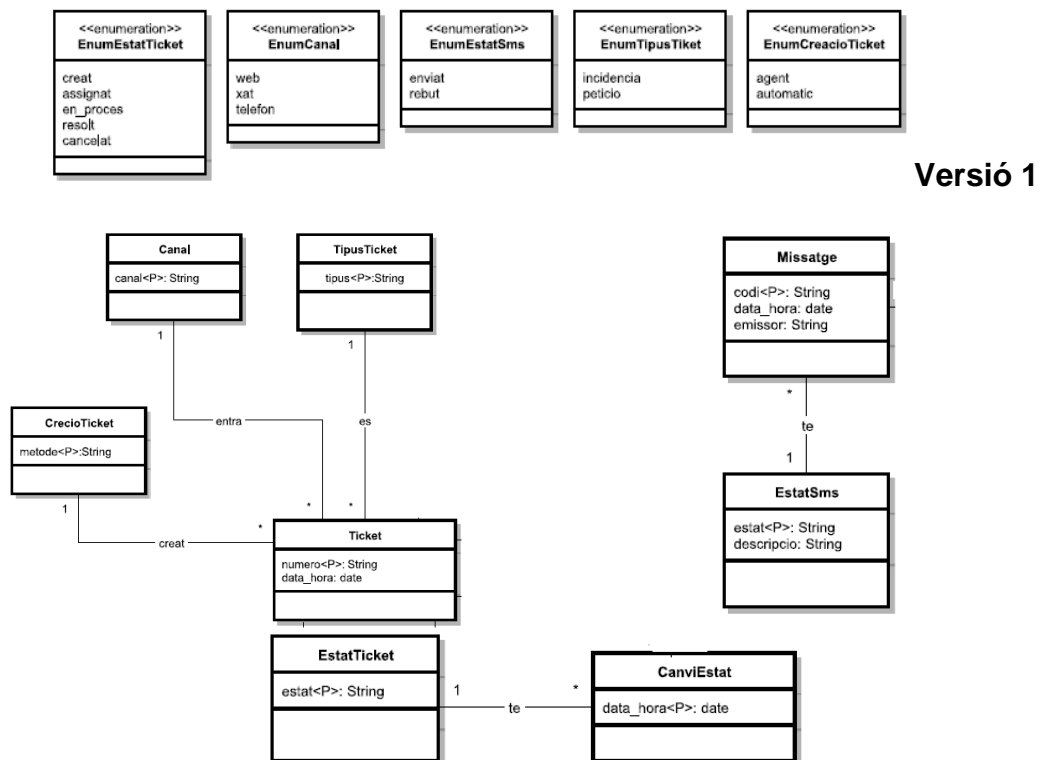 <<enumeration>>
EnumEstatTicket
creat
assignat
en_proces
resolt
cancelat
<<enumeration>>
EnumCanal
web
xat
telefon
<<enumeration>>
EnumEstatSms
enviat
rebut
<<enumeration>>
EnumTipusTiket
incidencia
peticio
<<enumeration>>
EnumCreacioTicket
agent
automatic
Versió 1
Canal
canal<P>: String
1
TipusTicket
tipus<P>:String
1
Missatge
codi<P>: String
data_hora: date
emissor: String
*
te
1
EstatSms
estat<P>: String
descripcio: String
entra
es
CrecioTicket
metode<P>:String
1
creat
*
*
*
Ticket
numero<P>: String
data_hora: date
EstatTicket
estat<P>: String
1
te
*
CanviEstat
data_hora<P>: date